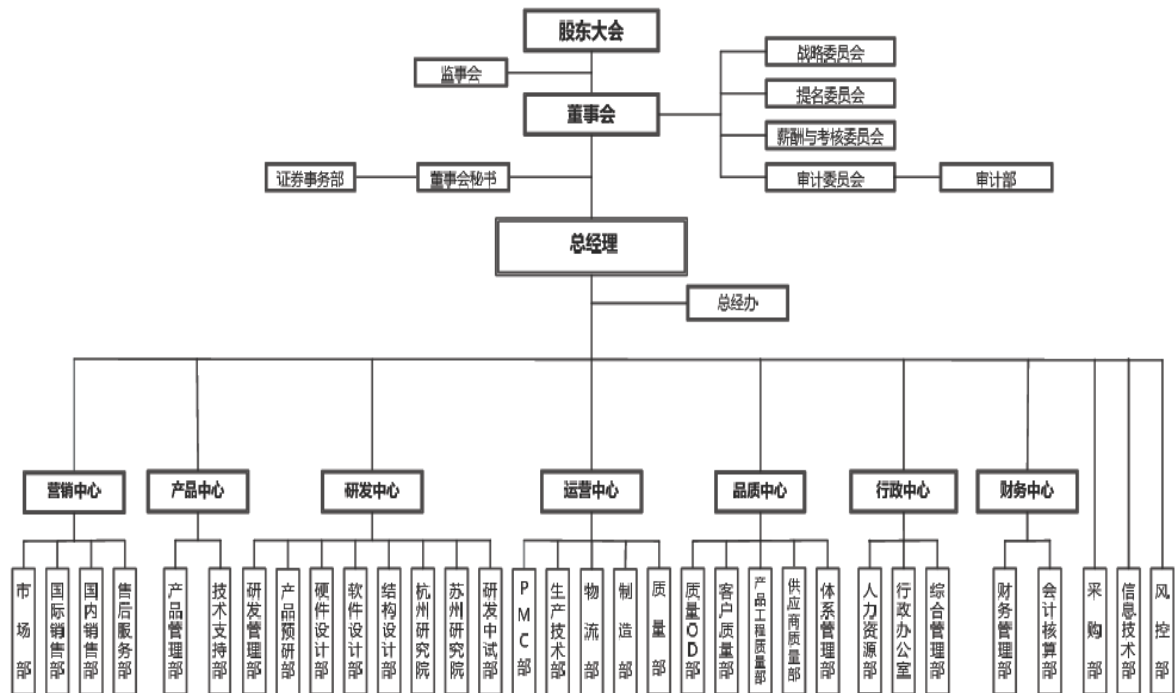 股东大会
监事会
战略委员会
提名委员会
董事会
薪酬与考核委员会
证券事务部
董事会秘书
审计委员会
审计部
总经理
总经办
营销中心
产品中心
研发中心
运营中心
品质中心
行政中心
财务中心
市场部
国际销售部
国内销售部
售后服务部
产品管理部
技术支持部
研发管理部
产品预研部
硬件设计部
软件设计部
结构设计部
杭州研究院
苏州研究院
研发中试部
PMC部
生产技术部
物流部
制造部
质量部
质量OD部
客户质量部
产品工程质量部
供应商质量部
体系管理部
人力资源部
行政办公室
综合管理部
财务管理部
会计核算部
采购部
信息技术部
风控部